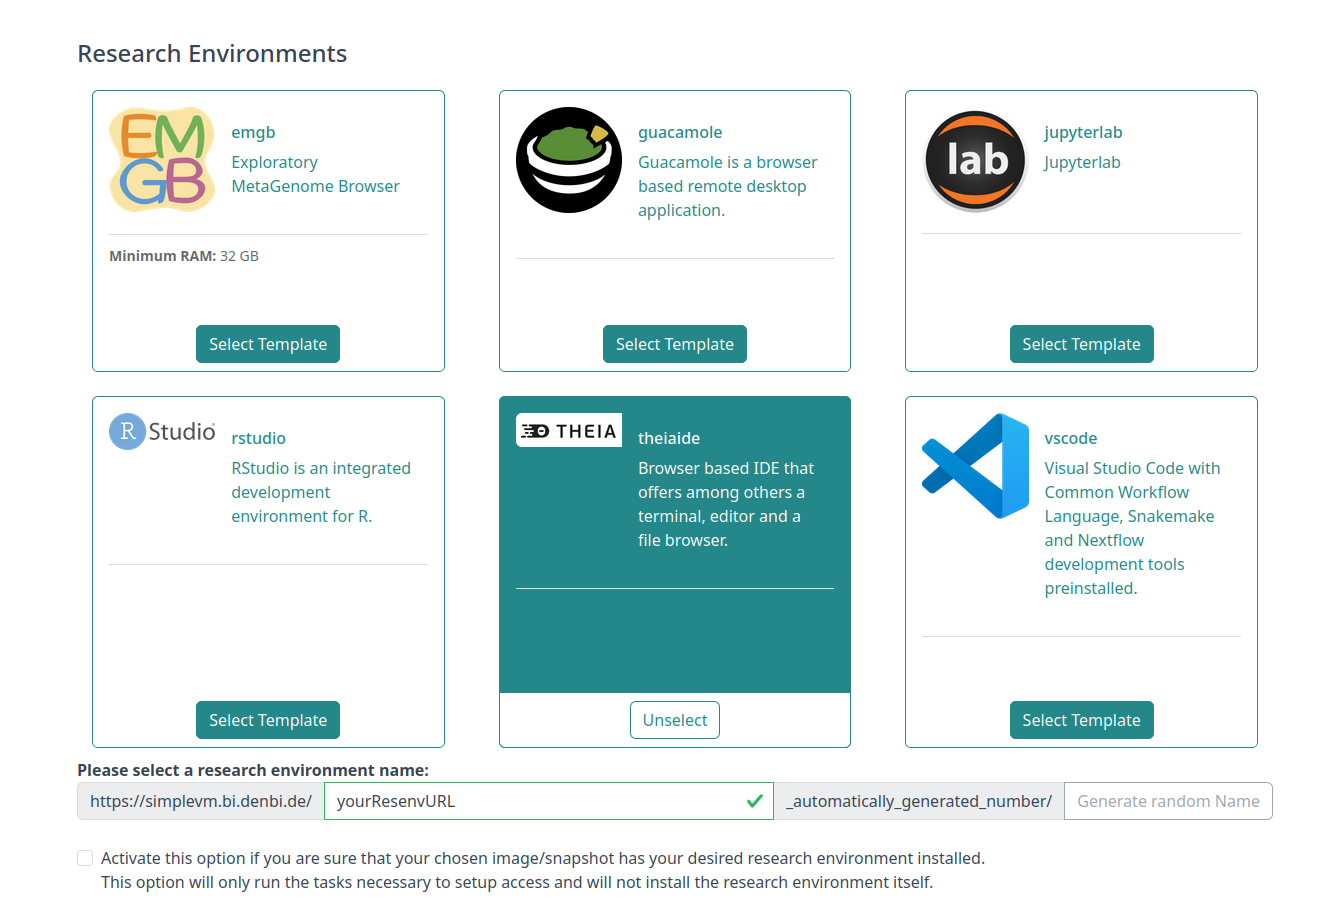 Research Environments
EM
GB
emgb
Exploratory
MetaGenome Browser
Minimum RAM: 32 GB
Select Template
guacamole
Guacamole is a browser
based remote desktop
application.
Select Template
lab
jupyterlab
Jupyterlab
Select Template
R Studio
rstudio
RStudio is an integrated
development
environment for R.
Select Template
THEIA
theiaide
Browser based IDE that
offers among others a
terminal, editor and a
file browser.
Unselect
vscode
Visual Studio Code with
Common Workflow
Language, Snakemake
and Nextflow
development tools
preinstalled.
Select Template
Please select a research environment name:
https://simplevm.bi.denbi.de/ yourResenvURL _automatically_generated_number/ Generate random Name
Activate this option if you are sure that your chosen image/snapshot has your desired research environment installed.
This option will only run the tasks necessary to setup access and will not install the research environment itself.